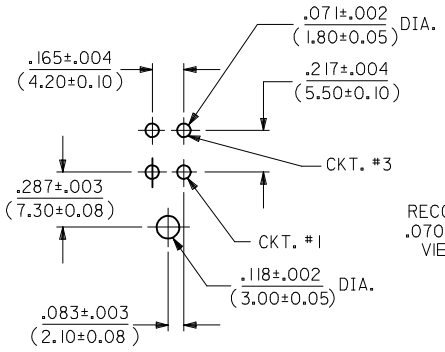 .071±.002 DIA.
(1.80±0.05)
.165±.004
(4.20±0.10)
.217±.004
(5.50±0.10)
CKT. #3
.287±.003
(7.30±0.08)
CKT. #1
RECO
.070
VIE
.118±.002 DIA.
(3.00±0.05)
.083±.003
(2.10±0.08)